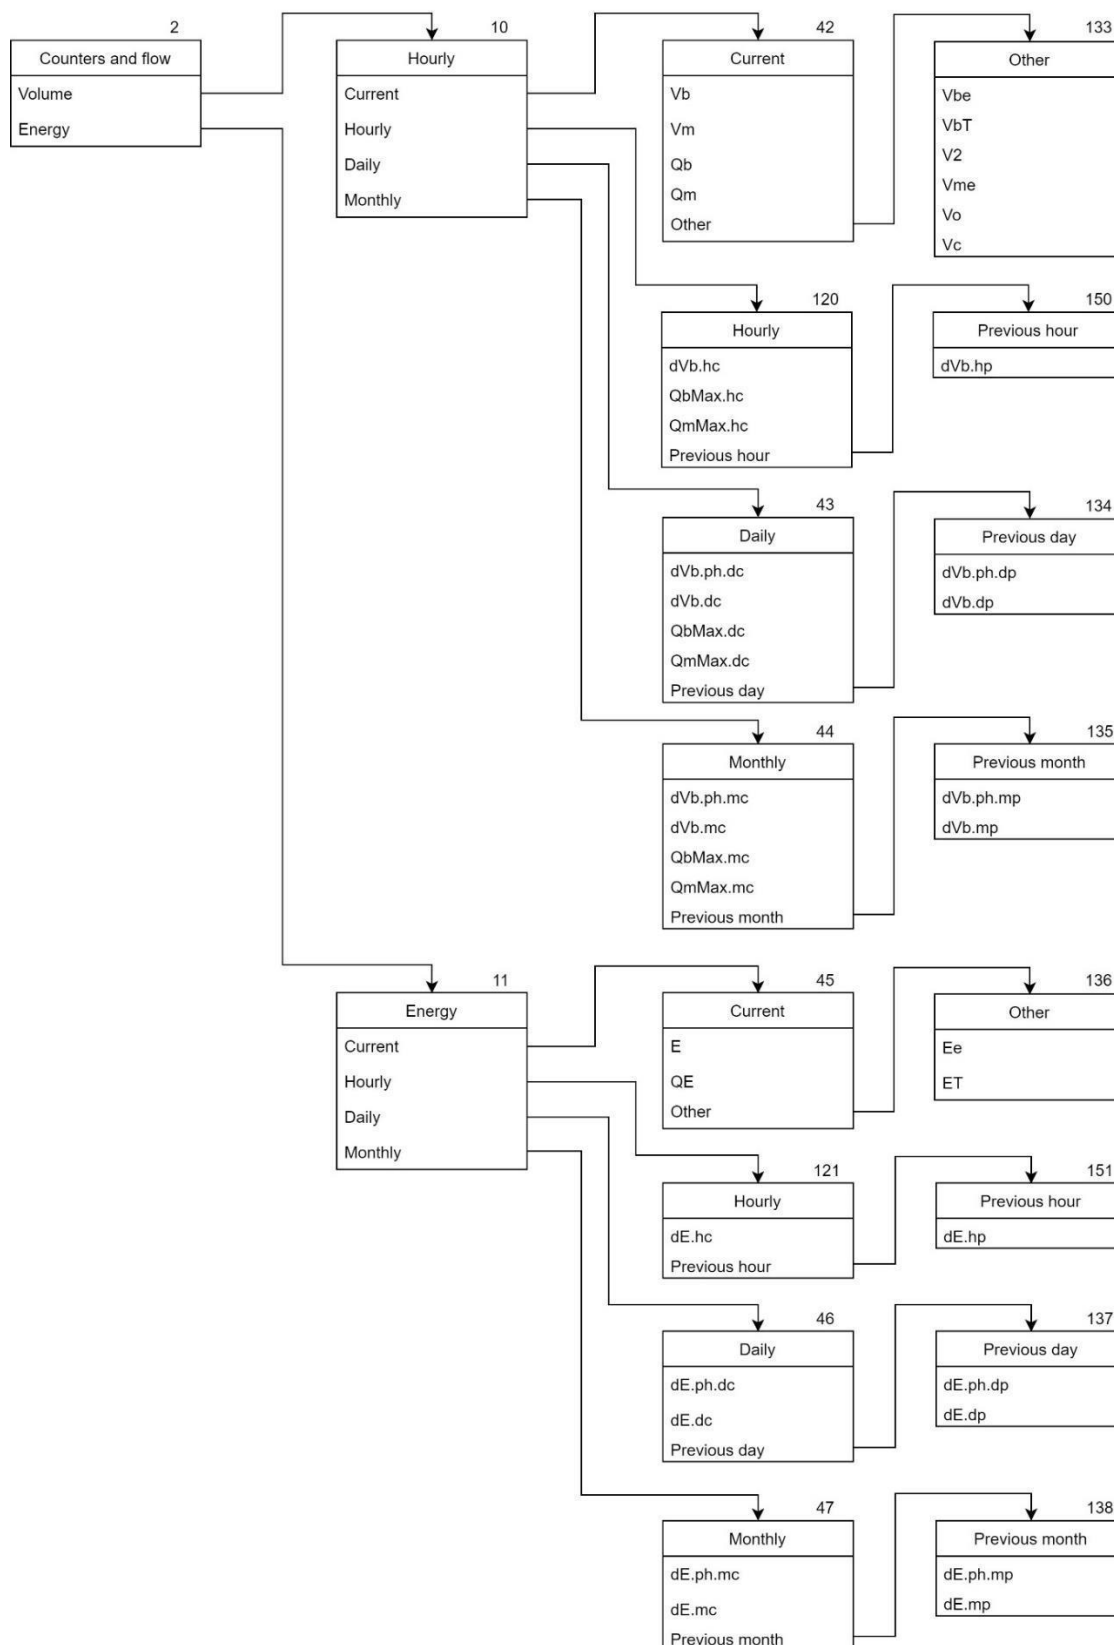 2
Counters and flow
Volume
Energy
10
Hourly
Current
Hourly
Daily
Monthly
42
Current
Vb
Vm
Qb
Qm
Other
133
Other
Vbe
VbT
V2
Vme
Vo
Vc
120
Hourly
dVb.hc
QbMax.hc
QmMax.hc
Previous hour
150
Previous hour
dVb.hp
43
Daily
dVb.ph.dc
dVb.dc
QbMax.dc
QmMax.dc
Previous day
134
Previous day
dVb.ph.dp
dVb.dp
44
Monthly
dVb.ph.mc
dVb.mc
QbMax.mc
QmMax.mc
Previous month
135
Previous month
dVb.ph.mp
dVb.mp
11
Energy
Current
Hourly
Daily
Monthly
45
Current
E
QE
Other
136
Other
Ee
ET
121
Hourly
dE.hc
Previous hour
151
Previous hour
dE.hp
46
Daily
dE.ph.dc
dE.dc
Previous day
137
Previous day
dE.ph.dp
dE.dp
47
Monthly
dE.ph.mc
dE.mc
Previous month
138
Previous month
dE.ph.mp
dE.mp